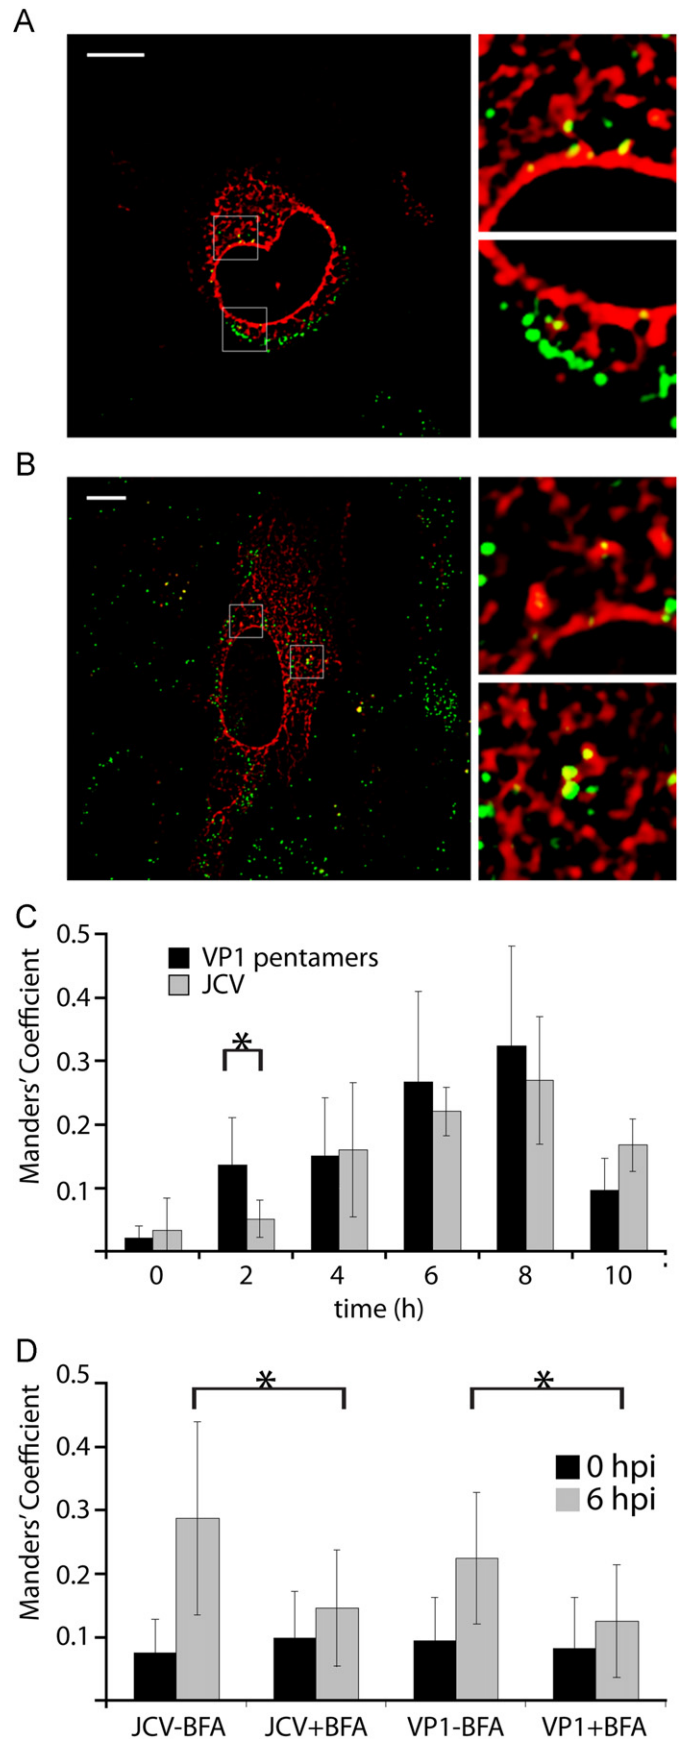 A
B
C
Manders' Coefficient
0.5
0.4
0.3
0.2
0.1
VP1 pentamers
JCV
*
0 2 4 6 8 10
time (h)
D
Manders' Coefficient
0.5
0.4
0.3
0.2
0.1
* *
0 hpi
6 hpi
JCV-BFA JCV+BFA VP1-BFA VP1+BFA